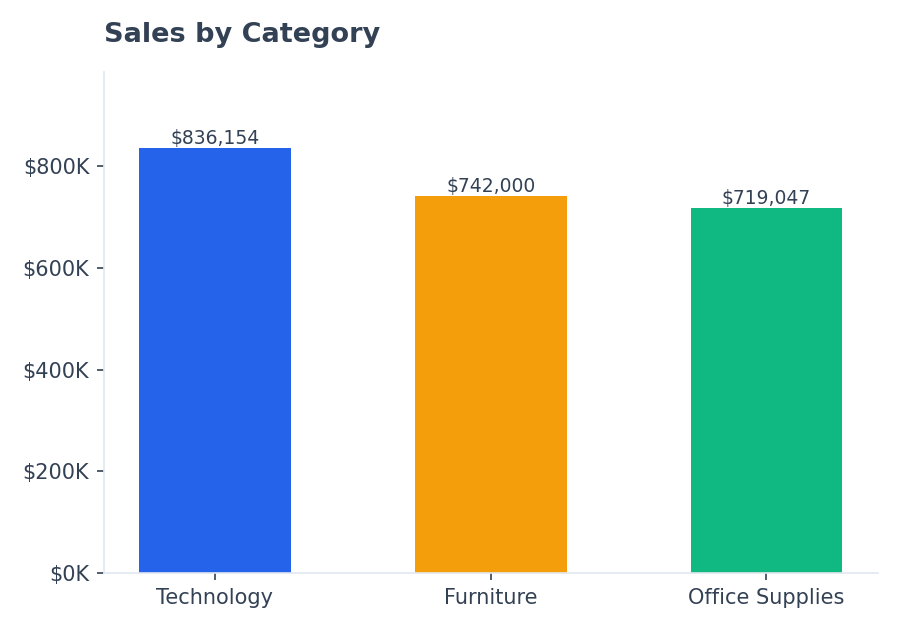 Sales by Category
$836,154
$742,000
$719,047
$800K
$600K
$400K
$200K
$0K
Technology
Furniture
Office Supplies